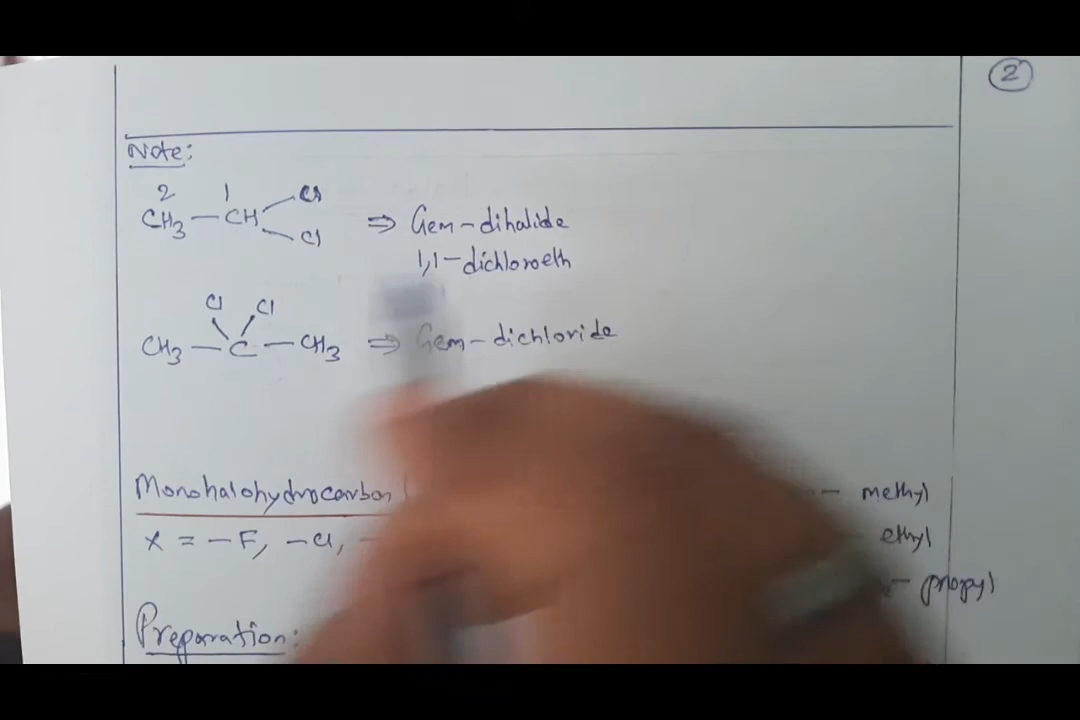 2
Note:
2 1
CH3 — CH Cl
Cl
⇒ Gem-dihalide
1,1-dichloroeth
Cl Cl
CH3 — C — CH3 ⇒ Gem-dichloride
Monohalohydrocarbon ( — methyl
X = -F, -Cl, - ethyl
- propyl
Preparation: